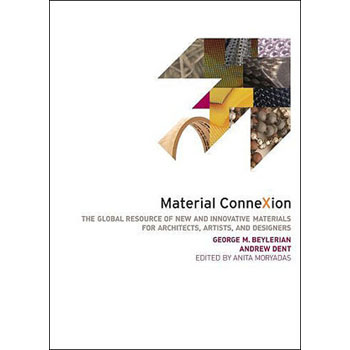 Material ConneXion
THE GLOBAL RESOURCE OF NEW AND INNOVATIVE MATERIALS
FOR ARCHITECTS, ARTISTS, AND DESIGNERS
GEORGE M. BEYLERIAN
ANDREW DENT
EDITED BY ANITA MORYADAS